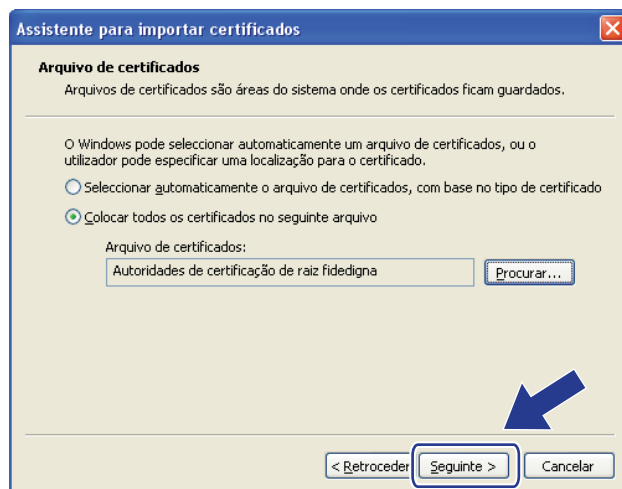 Assistente para importar certificados
Arquivo de certificados
Arquivos de certificados são áreas do sistema onde os certificados ficam guardados.
O Windows pode seleccionar automaticamente um arquivo de certificados, ou o
utilizador pode especificar uma localização para o certificado.
Seleccionar automaticamente o arquivo de certificados, com base no tipo de certificado
Colocar todos os certificados no seguinte arquivo
Arquivo de certificados:
Autoridades de certificação de raiz fidedigna
Procurar...
< Retroceder
Seguinte >
Cancelar